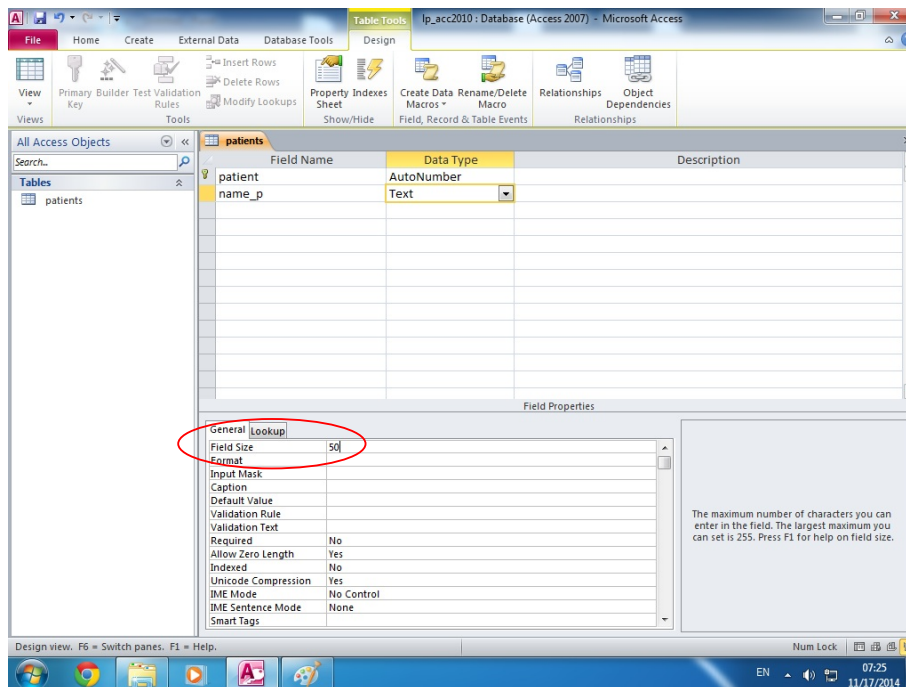 Table Tools lp_acc2010 : Database (Access 2007) - Microsoft Access
File Home Create External Data Database Tools Design
View Primary Key Builder Test Validation Rules Insert Rows Delete Rows Modify Lookups Property Sheet Indexes Create Data Macros Rename/Delete Macro Relationships Object Dependencies
Views Tools Show/Hide Field, Record & Table Events Relationships
All Access Objects
Search...
Tables
patients
patients
Field Name Data Type Description
patient AutoNumber
name_p Text
Field Properties
General Lookup
Field Size 50
Format
Input Mask
Caption
Default Value
Validation Rule
Validation Text
Required No
Allow Zero Length Yes
Indexed No
Unicode Compression Yes
IME Mode No Control
IME Sentence Mode None
Smart Tags
The maximum number of characters you can
enter in the field. The largest maximum you
can set is 255. Press F1 for help on field size.
Design view. F6 = Switch panes. F1 = Help. Num Lock
EN 07:25
11/17/2014